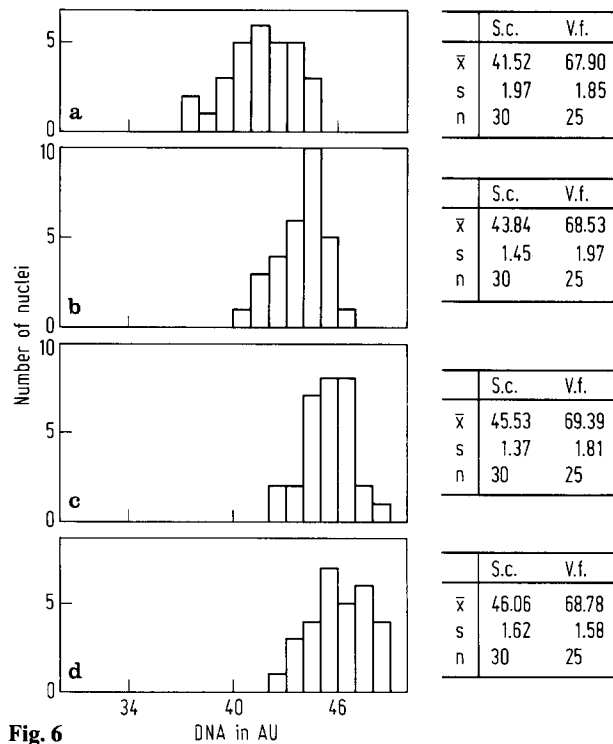 5
0
a
S.c. V.f.
x̄ 41.52 67.90
s 1.97 1.85
n 30 25
10
5
0
b
S.c. V.f.
x̄ 43.84 68.53
s 1.45 1.97
n 30 25
Number of nuclei
10
5
0
c
S.c. V.f.
x̄ 45.53 69.39
s 1.37 1.81
n 30 25
5
0
d
S.c. V.f.
x̄ 46.06 68.78
s 1.62 1.58
n 30 25
34 40 46
Fig. 6 DNA in AU